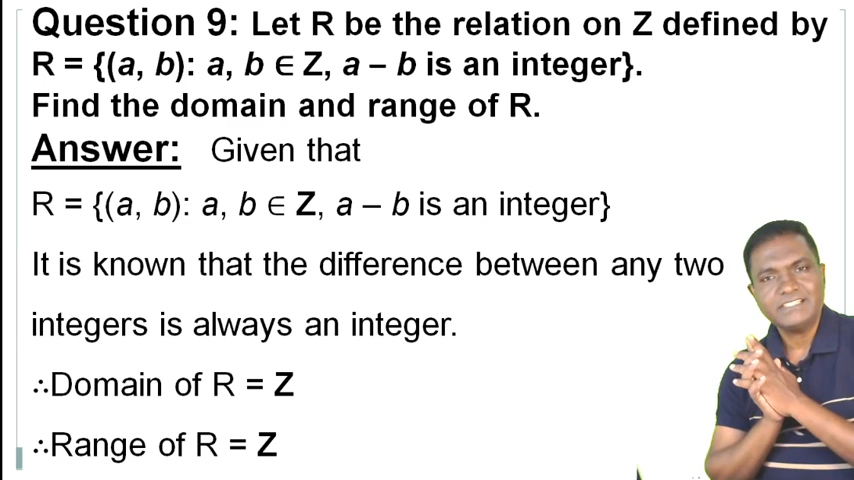 Question 9: Let R be the relation on Z defined by
R = {(a, b): a, b ∈ Z, a – b is an integer}.
Find the domain and range of R.
Answer: Given that
R = {(a, b): a, b ∈ Z, a – b is an integer}
It is known that the difference between any two
integers is always an integer.
∴Domain of R = Z
∴Range of R = Z